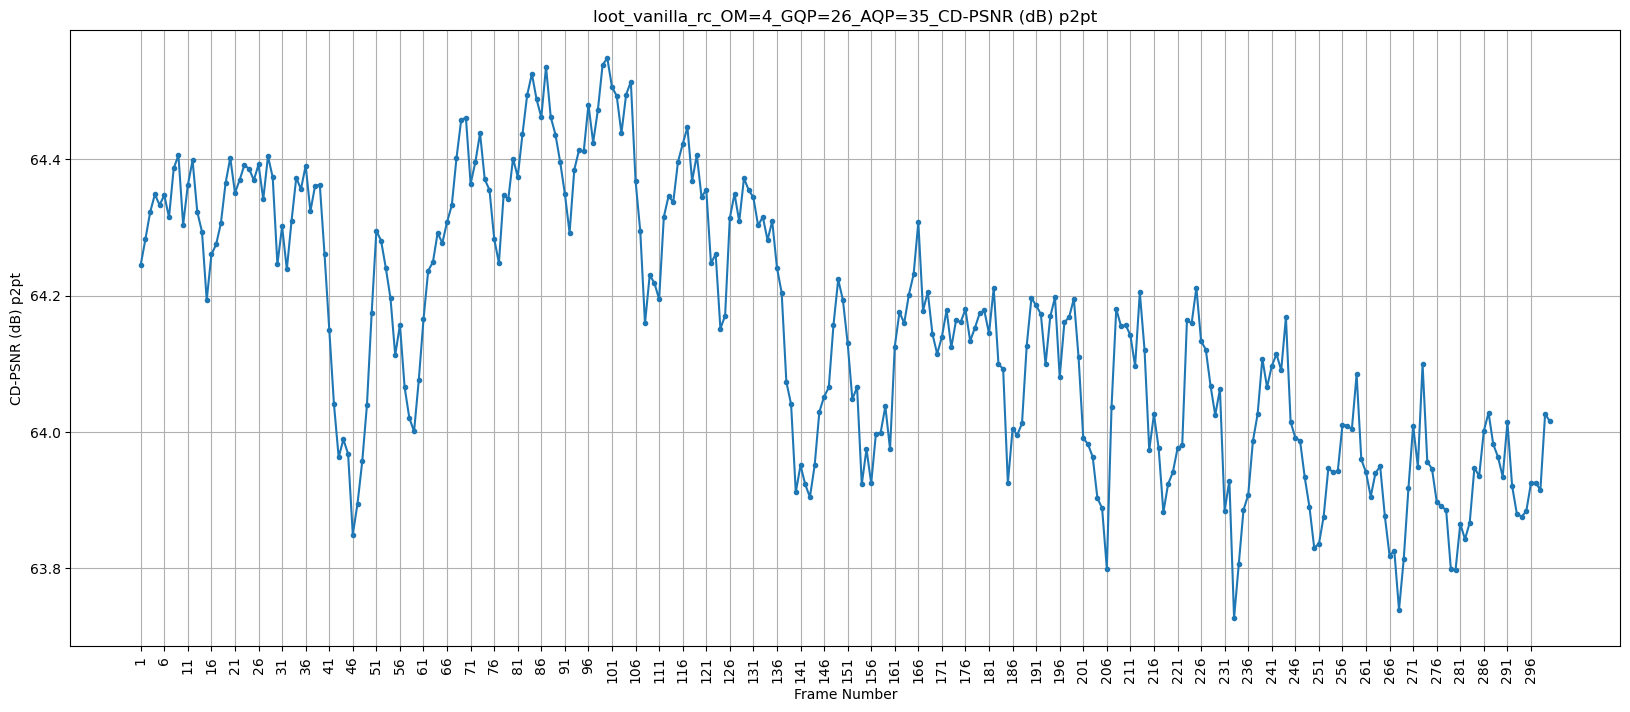 loot_vanilla_rc_OM=4_GQP=26_AQP=35_CD-PSNR (dB) p2pt
CD-PSNR (dB) p2pt
64.4
64.2
64.0
63.8
1 6 11 16 21 26 31 36 41 46 51 56 61 66 71 76 81 86 91 96 101 106 111 116 121 126 131 136 141 146 151 156 161 166 171 176 181 186 191 196 201 206 211 216 221 226 231 236 241 246 251 256 261 266 271 276 281 286 291 296
Frame Number